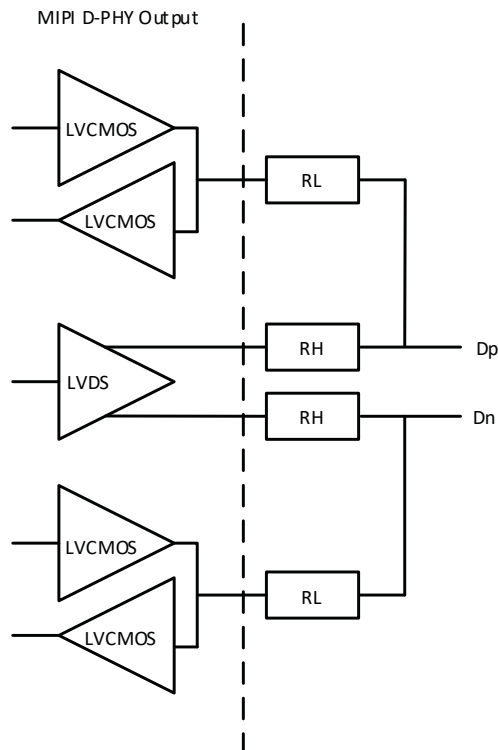 MIPI D-PHY Output
LVCMOS
RL
LVCMOS
RH
Dp
LVDS
RH
Dn
LVCMOS
RL
LVCMOS